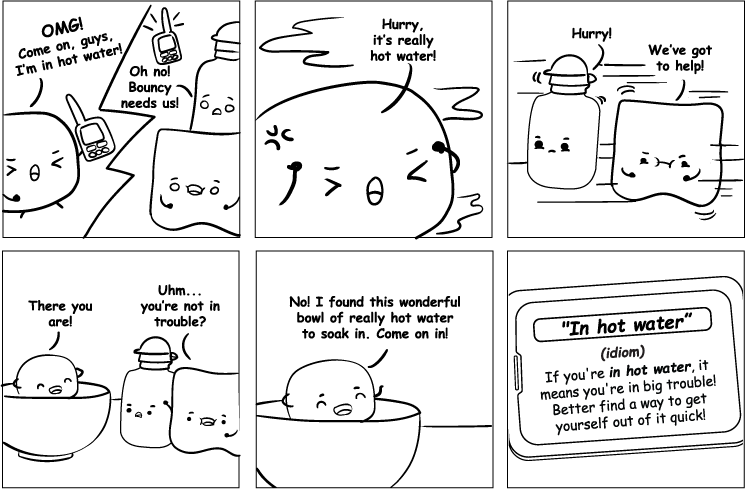 OMG!
Come on, guys,
I'm in hot water!
Oh no!
Bouncy
needs us!
Hurry,
it's really
hot water!
Hurry!
We've got
to help!
There you
are!
Uhm...
you're not in
trouble?
No! I found this wonderful
bowl of really hot water
to soak in. Come on in!
"In hot water"
(idiom)
If you're in hot water, it
means you're in big trouble!
Better find a way to get
yourself out of it quick!